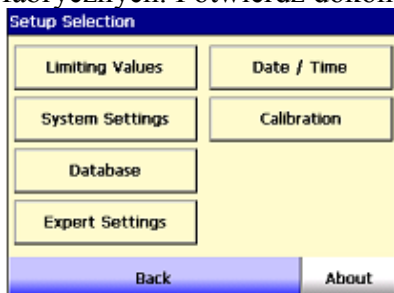 Setup Selection
Limiting Values Date / Time
System Settings Calibration
Database
Expert Settings
Back About